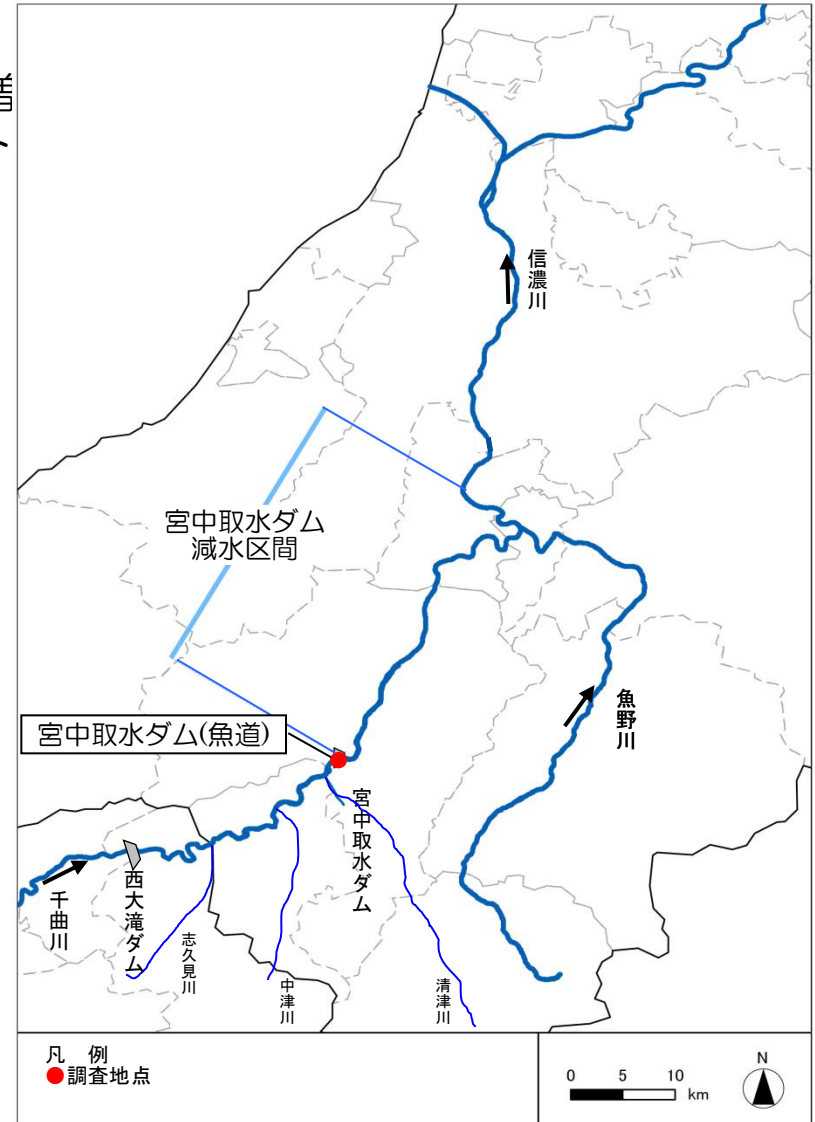 信濃川
宮中取水ダム
減水区間
魚野川
宮中取水ダム(魚道)
宮中取水ダム
西大滝ダム
千曲川
志久見川
中津川
清津川
凡 例
調査地点
0 5 10
km
N